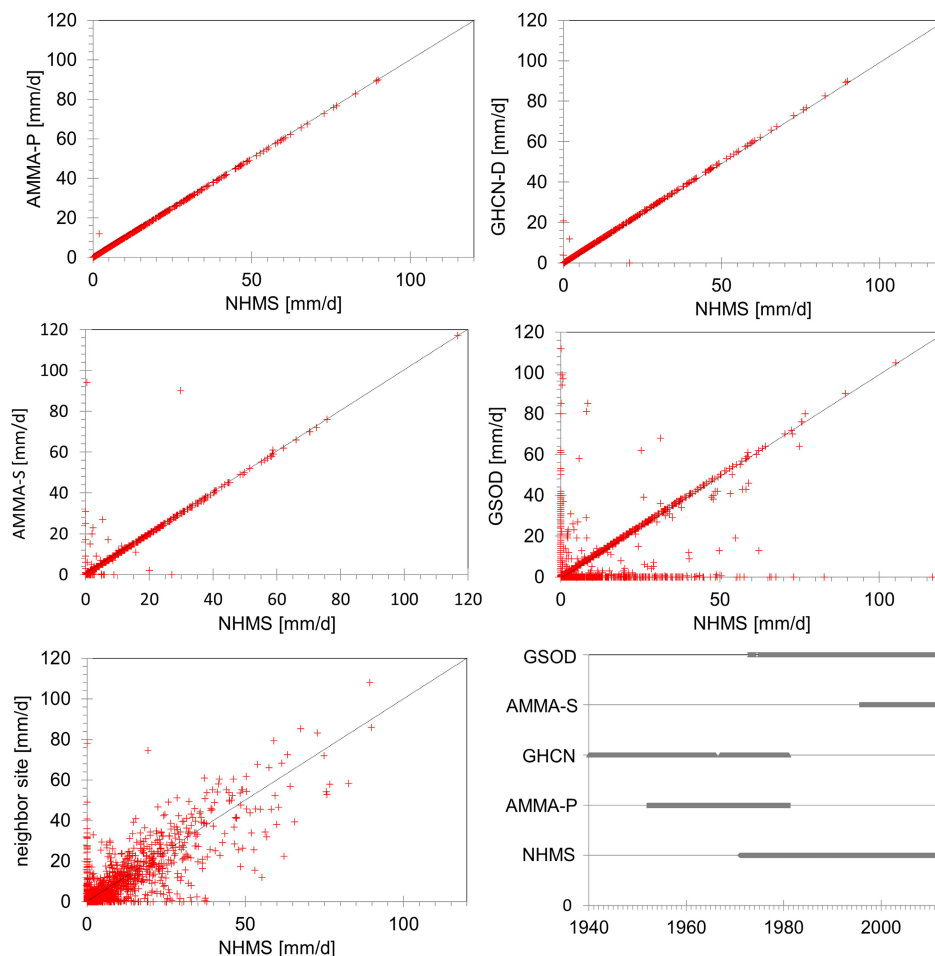 120
100
80
60
40
20
0
AMMA-P [mm/d]
0 50 100
NHMS [mm/d]
120
100
80
60
40
20
0
GHCN-D [mm/d]
0 50 100
NHMS [mm/d]
120
100
80
60
40
20
0
AMMA-S [mm/d]
0 20 40 60 80 100 120
NHMS [mm/d]
120
100
80
60
40
20
0
GSOD [mm/d]
0 50 100
NHMS [mm/d]
120
100
80
60
40
20
0
neighbor site [mm/d]
0 50 100
NHMS [mm/d]
GSOD
AMMA-S
GHCN
AMMA-P
NHMS
0
1940 1960 1980 2000